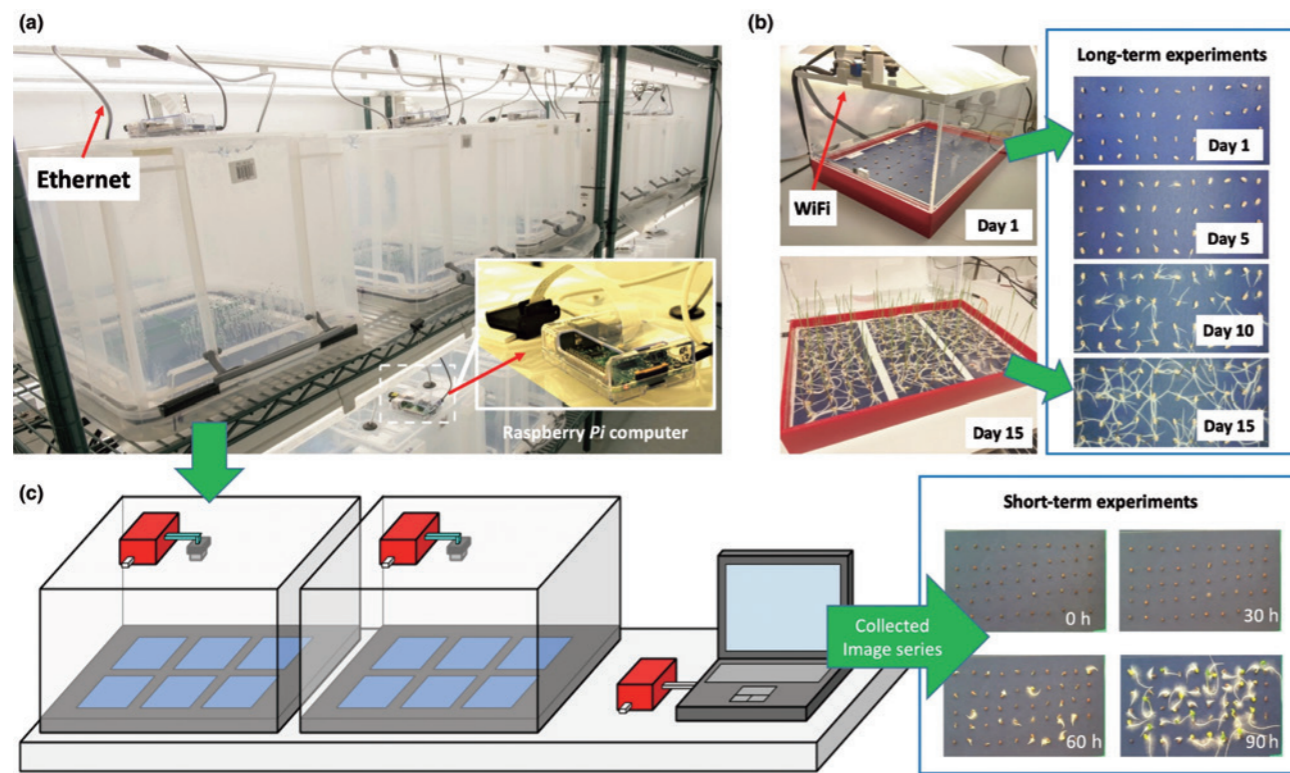 (a)
Ethernet
Raspberry Pi computer
(b)
WiFi
Day 1
Day 15
Long-term experiments
Day 1
Day 5
Day 10
Day 15
(c)
Collected
Image series
Short-term experiments
0 h
30 h
60 h
90 h